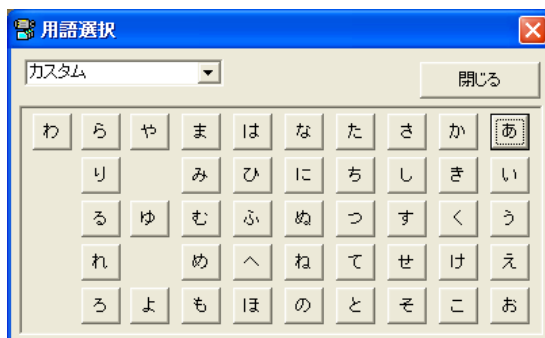 用語選択
カスタム
閉じる
わ ら や ま は な た さ か あ
り み ひ に ち し き い
る ゆ む ふ ぬ つ す く う
れ め へ ね て せ け え
ろ よ も ほ の と そ こ お